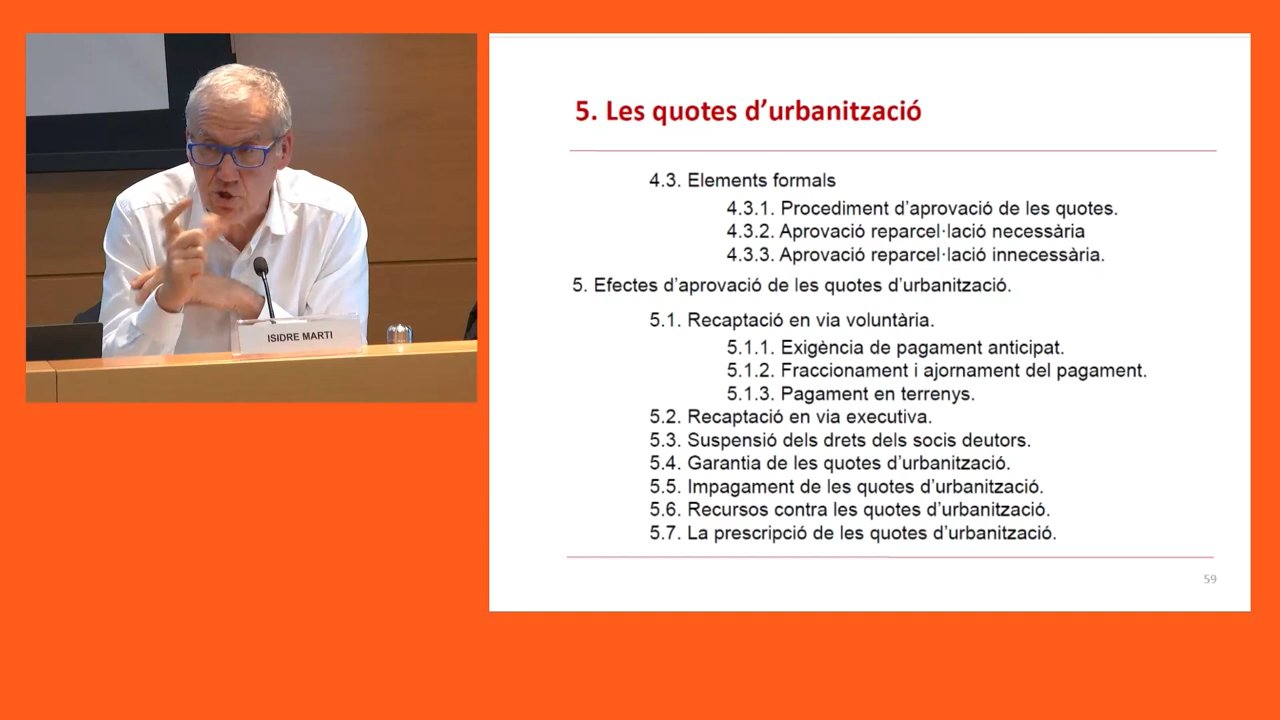 ISIDRE MARTI
5. Les quotes d’urbanització
4.3. Elements formals
4.3.1. Procediment d’aprovació de les quotes.
4.3.2. Aprovació reparcel·lació necessària
4.3.3. Aprovació reparcel·lació innecessària.
5. Efectes d’aprovació de les quotes d’urbanització.
5.1. Recaptació en via voluntària.
5.1.1. Exigència de pagament anticipat.
5.1.2. Fraccionament i ajornament del pagament.
5.1.3. Pagament en terrenys.
5.2. Recaptació en via executiva.
5.3. Suspensió dels drets dels socis deutors.
5.4. Garantia de les quotes d’urbanització.
5.5. Impagament de les quotes d’urbanització.
5.6. Recursos contra les quotes d’urbanització.
5.7. La prescripció de les quotes d’urbanització.
59